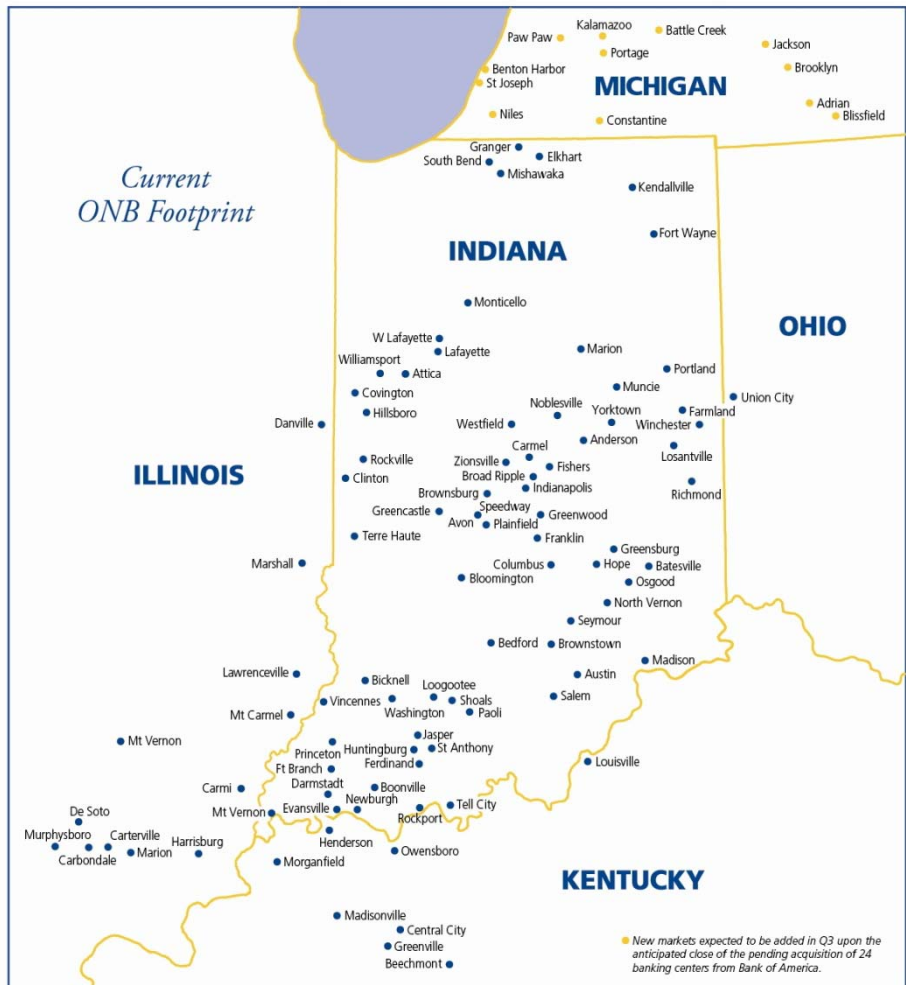 Kalamazoo
Battle Creek
Paw Paw
Jackson
Portage
Benton Harbor
Brooklyn
St Joseph
MICHIGAN
Adrian
Niles
Constantine
Blissfield
Granger
South Bend
Elkhart
Mishawaka
Current
ONB Footprint
Kendallville
Fort Wayne
INDIANA
Monticello
OHIO
W Lafayette
Lafayette
Marion
Williamsport
Attica
Portland
Covington
Muncie
Union City
Hillsboro
Noblesville
Yorktown
Farmland
Danville
Westfield
Winchester
Anderson
Carmel
Losantville
Rockville
Zionsville
Fishers
ILLINOIS
Clinton
Broad Ripple
Indianapolis
Richmond
Brownsburg
Speedway
Greencastle
Avon
Plainfield
Greenwood
Terre Haute
Franklin
Greensburg
Marshall
Columbus
Hope
Batesville
Bloomington
Osgood
North Vernon
Seymour
Bedford
Brownstown
Madison
Lawrenceville
Bicknell
Austin
Loogootee
Vincennes
Shoals
Salem
Washington
Paoli
Mt Carmel
Jasper
Mt Vernon
Princeton
Huntingburg
St Anthony
Ft Branch
Ferdinand
Louisville
Carmi
Darmstadt
Boonville
Newburgh
De Soto
Mt Vernon
Evansville
Tell City
Rockport
Murphysboro
Carterville
Harrisburg
Henderson
Carbondale
Marion
Morganfield
Owensboro
KENTUCKY
Madisonville
Central City
Greenville
Beechmont
New markets expected to be added in Q3 upon the
anticipated close of the pending acquisition of 24
banking centers from Bank of America.